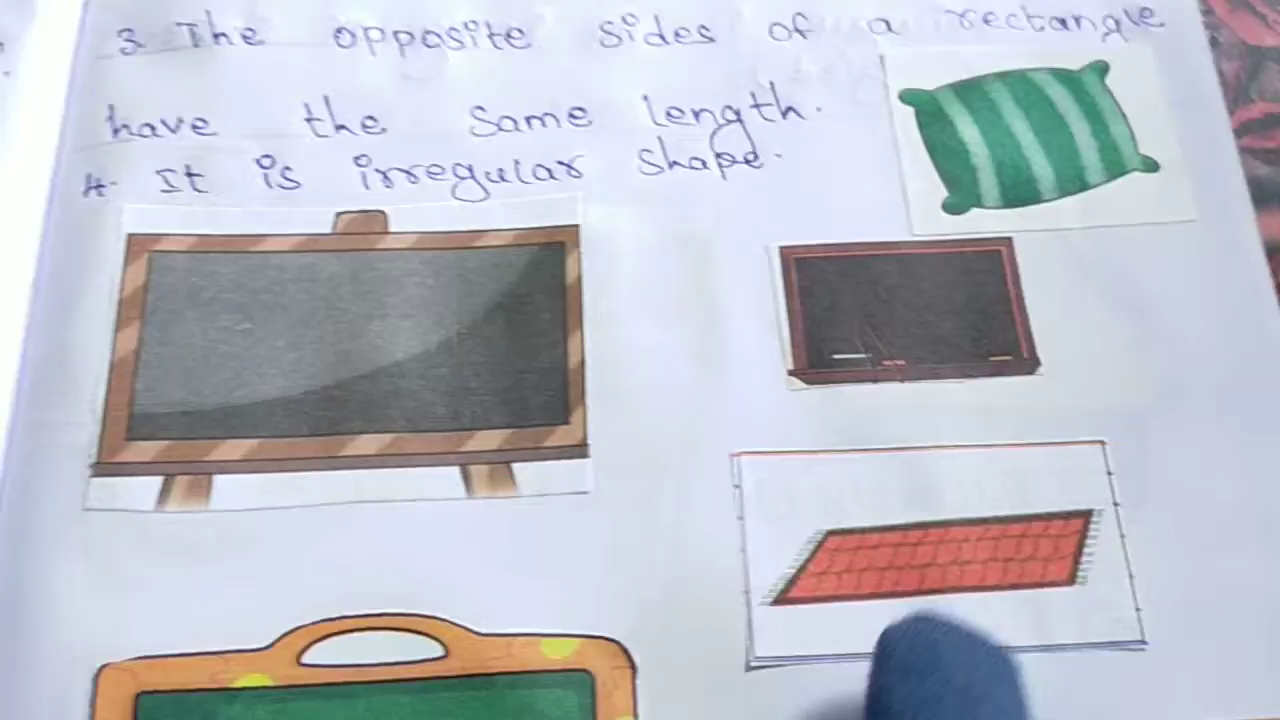 3 The opposite sides of a rectangle
have the same length.
4. It is irregular shape.